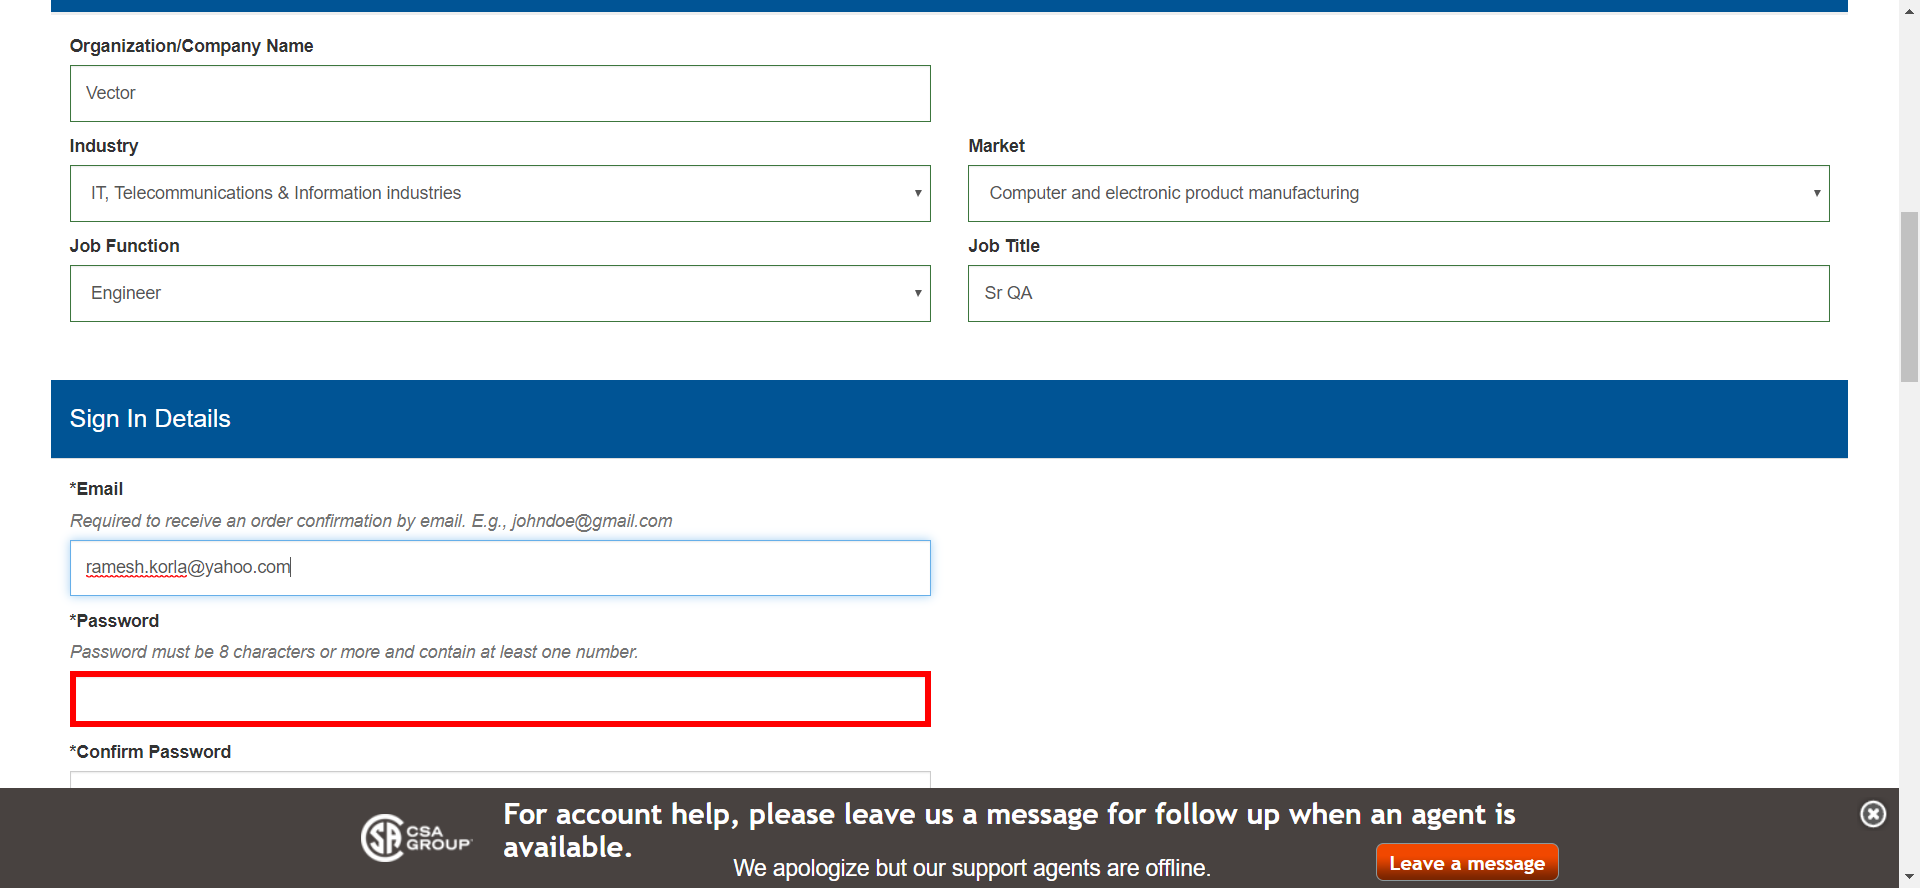 Organization/Company Name
Vector
Industry
Market
IT, Telecommunications & Information industries
Computer and electronic product manufacturing
Job Function
Job Title
Engineer
Sr QA
Sign In Details
*Email
Required to receive an order confirmation by email. E.g., johndoe@gmail.com
ramesh.korla@yahoo.com
*Password
Password must be 8 characters or more and contain at least one number.
*Confirm Password
For account help, please leave us a message for follow up when an agent is
available.
CSA
GROUP
We apologize but our support agents are offline.
Leave a message